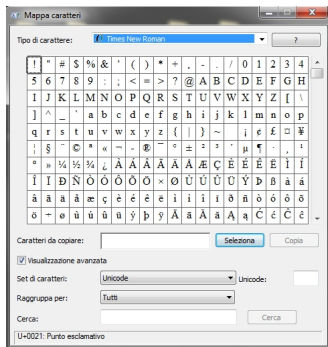 Mappa caratteri
Tipo di carattere: Times New Roman ?
! " # $ % & ' ( ) * + , - . / 0 1 2 3 4
5 6 7 8 9 : ; < = > ? @ A B C D E F G H
I J K L M N O P Q R S T U V W X Y Z [ \
] ^ _ ` a b c d e f g h i j k l m n o p
q r s t u v w x y z { | } ~ ¡ ¢ £ ¤ ¥
¦ § ¨ © ª « ¬ - ® ¯ ° ± ² ³ ´ µ ¶ · ¸ ¹
º » ¼ ½ ¾ ¿ À Á Â Ã Ä Å Æ Ç È É Ê Ë Ì Í
Î Ï Ð Ñ Ò Ó Ô Õ Ö × Ø Ù Ú Û Ü Ý Þ ß à á
â ã ä å æ ç è é ê ë ì í î ï ð ñ ò ó ô õ
ö ÷ ø ù ú û ü ý þ ÿ Ā ā Ă ă Ą ą Ć ć Ĉ ĉ
Caratteri da copiare: Seleziona Copia
Visualizzazione avanzata
Set di caratteri: Unicode Unicode:
Raggruppa per: Tutti
Cerca: Cerca
U+0021: Punto esclamativo